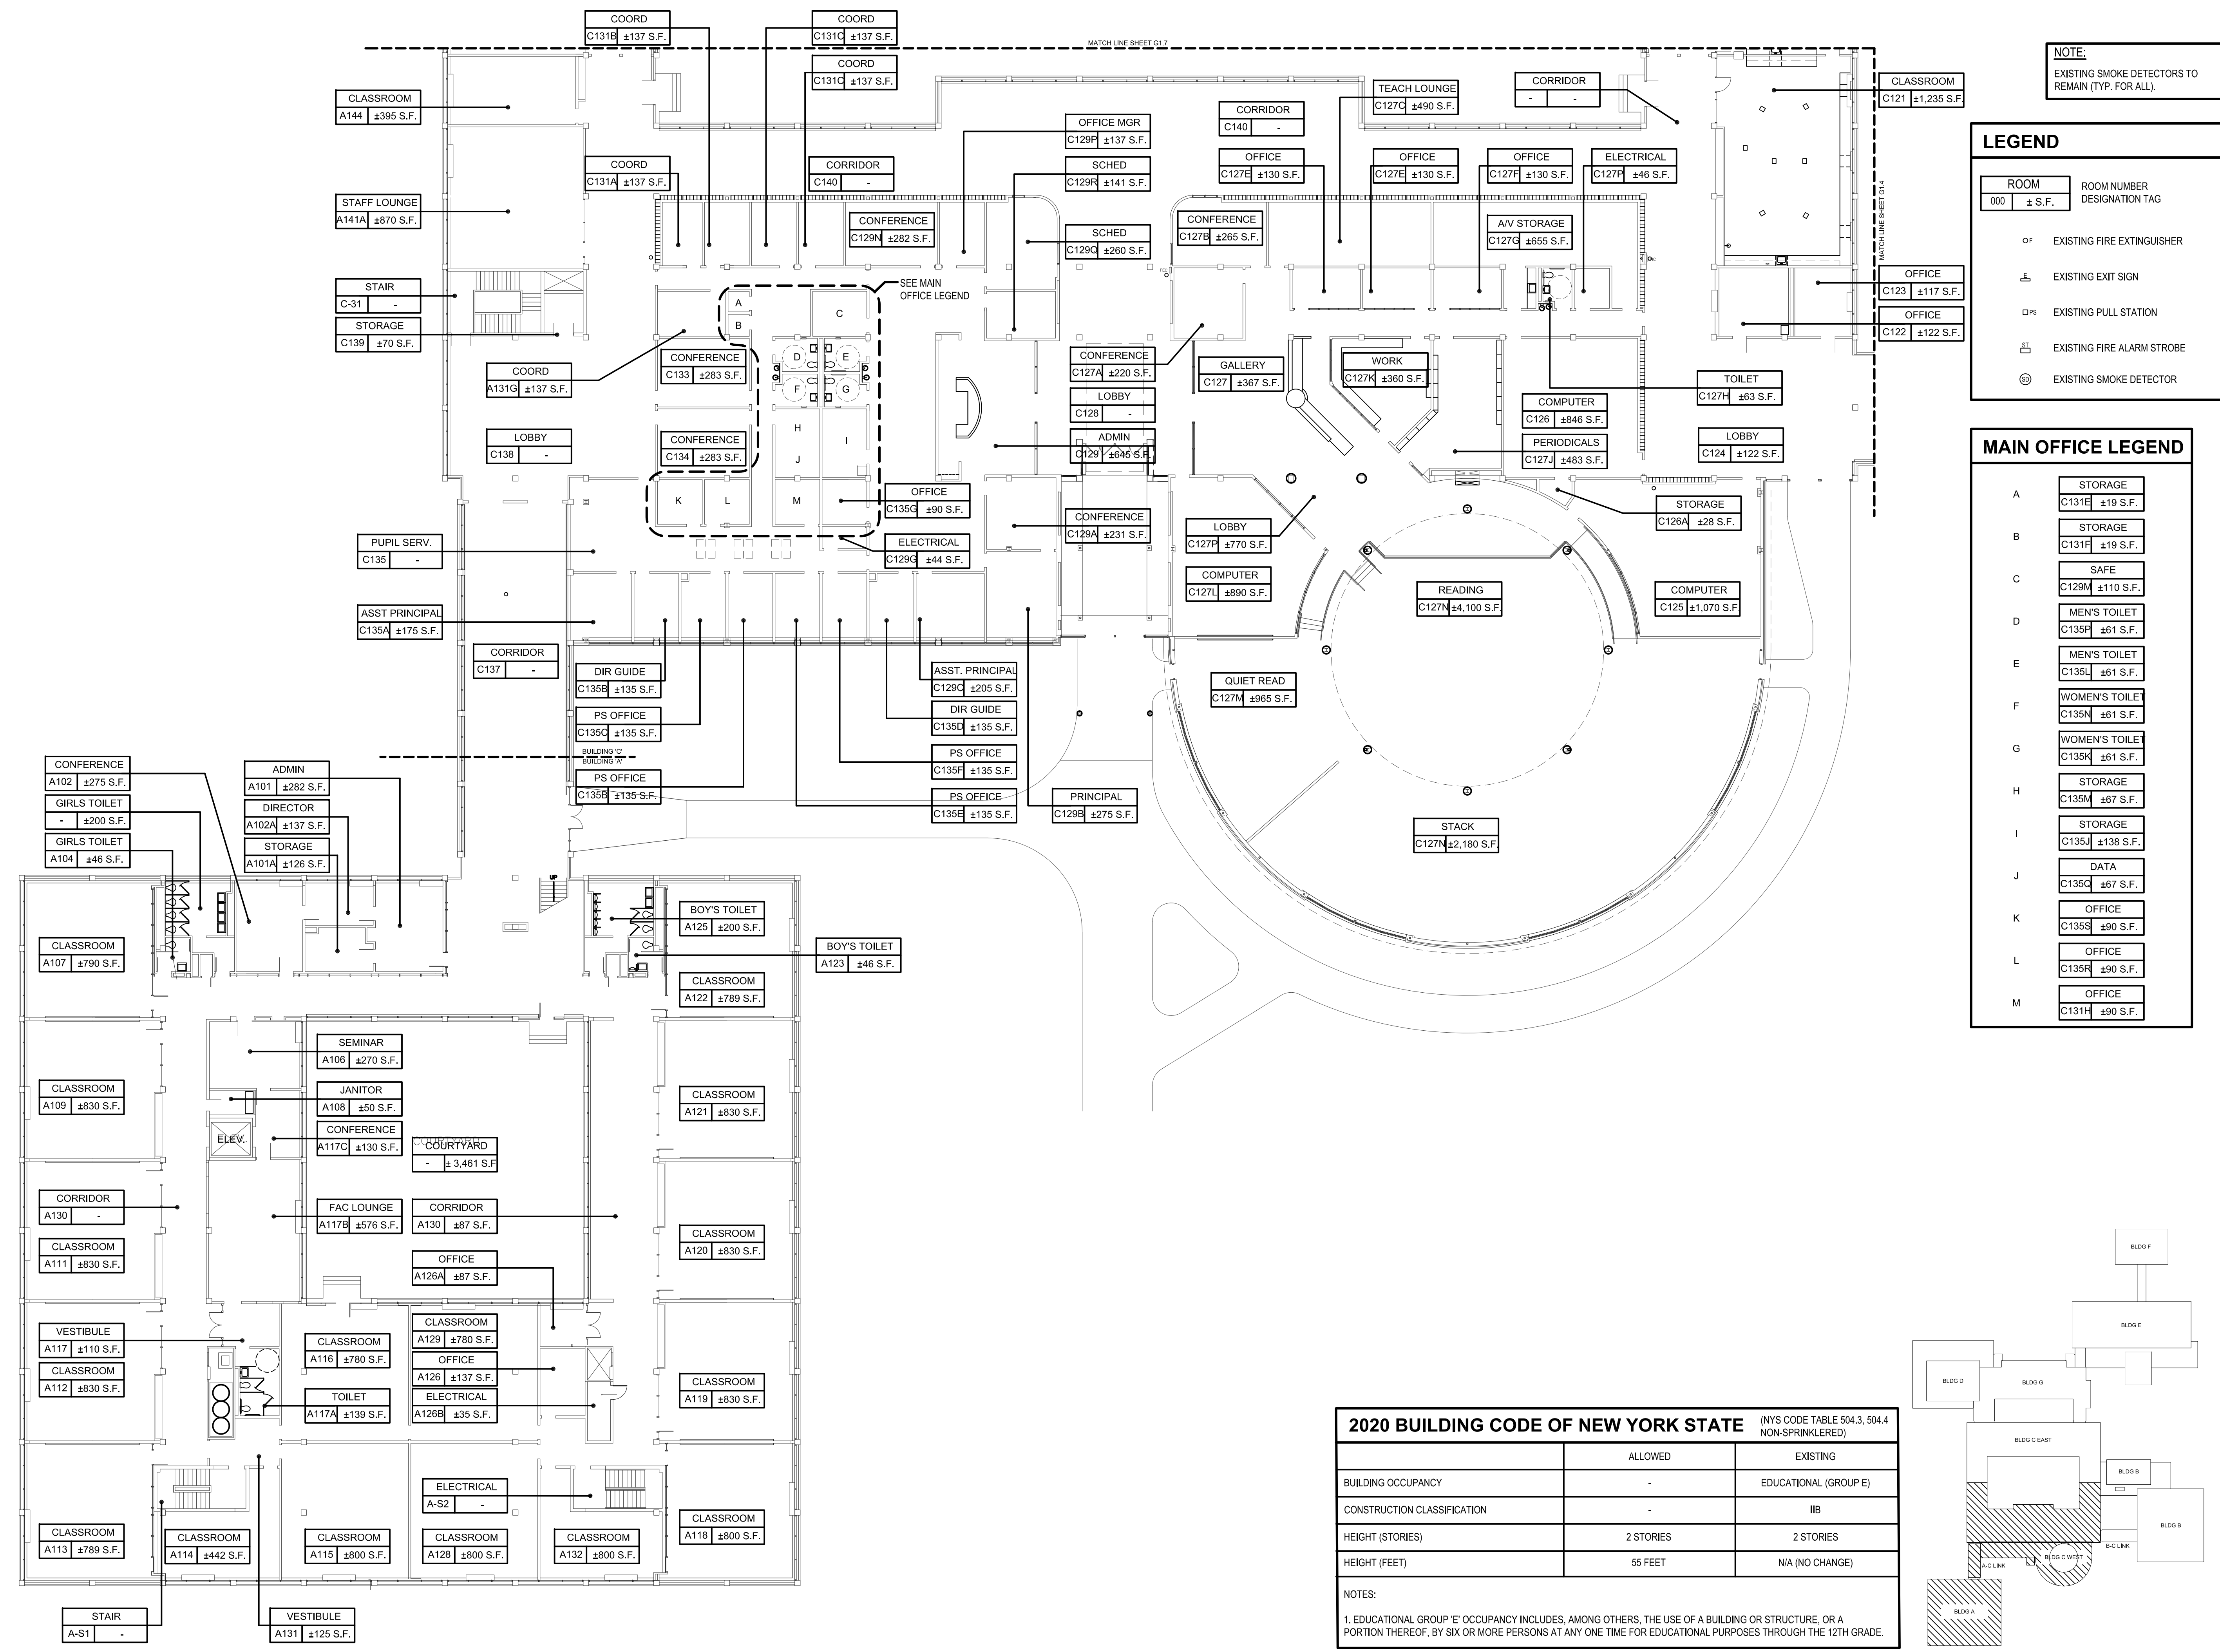 COORD
C131B ±137 S.F.
COORD
C131C ±137 S.F.
MATCH LINE SHEET G1.7
COORD
C131C ±137 S.F.
CLASSROOM
A144 ±395 S.F.
COORD
C131A ±137 S.F.
CORRIDOR
C140 -
OFFICE MGR
C129P ±137 S.F.
SCHED
C129R ±141 S.F.
CORRIDOR
C140 -
TEACH LOUNGE
C127C ±490 S.F.
CORRIDOR
- -
CLASSROOM
C121 ±1,235 S.F.
OFFICE
C127E ±130 S.F.
OFFICE
C127E ±130 S.F.
OFFICE
C127F ±130 S.F.
ELECTRICAL
C127P ±46 S.F.
MATCH LINE SHEET G1.4
STAFF LOUNGE
A141A ±870 S.F.
CONFERENCE
C129N ±282 S.F.
SCHED
C129Q ±260 S.F.
CONFERENCE
C127B ±265 S.F.
A/V STORAGE
C127G ±655 S.F.
STAIR
C-31 -
STORAGE
C139 ±70 S.F.
SEE MAIN
OFFICE LEGEND
A
B
C
D
E
F
G
H
I
J
K
L
M
OFFICE
C123 ±117 S.F.
OFFICE
C122 ±122 S.F.
COORD
A131G ±137 S.F.
CONFERENCE
C133 ±283 S.F.
CONFERENCE
C127A ±220 S.F.
GALLERY
C127 ±367 S.F.
WORK
C127K ±360 S.F.
TOILET
C127H ±63 S.F.
LOBBY
C128 -
COMPUTER
C126 ±846 S.F.
LOBBY
C138 -
CONFERENCE
C134 ±283 S.F.
ADMIN
C129 ±645 S.F.
PERIODICALS
C127J ±483 S.F.
LOBBY
C124 ±122 S.F.
OFFICE
C135G ±90 S.F.
CONFERENCE
C129A ±231 S.F.
LOBBY
C127P ±770 S.F.
STORAGE
C126A ±28 S.F.
PUPIL SERV.
C135 -
ELECTRICAL
C129G ±44 S.F.
COMPUTER
C127L ±890 S.F.
READING
C127N ±4,100 S.F.
COMPUTER
C125 ±1,070 S.F.
ASST PRINCIPAL
C135A ±175 S.F.
CORRIDOR
C137 -
DIR GUIDE
C135B ±135 S.F.
ASST. PRINCIPAL
C129C ±205 S.F.
QUIET READ
C127M ±965 S.F.
PS OFFICE
C135C ±135 S.F.
DIR GUIDE
C135D ±135 S.F.
BUILDING 'C'
BUILDING 'A'
PS OFFICE
C135F ±135 S.F.
PS OFFICE
C135B ±135 S.F.
PS OFFICE
C135E ±135 S.F.
PRINCIPAL
C129B ±275 S.F.
STACK
C127N ±2,180 S.F.
CONFERENCE
A102 ±275 S.F.
ADMIN
A101 ±282 S.F.
GIRLS TOILET
- ±200 S.F.
DIRECTOR
A102A ±137 S.F.
GIRLS TOILET
A104 ±46 S.F.
STORAGE
A101A ±126 S.F.
UP
CLASSROOM
A107 ±790 S.F.
BOY'S TOILET
A125 ±200 S.F.
BOY'S TOILET
A123 ±46 S.F.
CLASSROOM
A122 ±789 S.F.
SEMINAR
A106 ±270 S.F.
CLASSROOM
A109 ±830 S.F.
JANITOR
A108 ±50 S.F.
CLASSROOM
A121 ±830 S.F.
ELEV.
CONFERENCE
A117C ±130 S.F.
COURTYARD
COURTYARD
- ± 3,461 S.F
CORRIDOR
A130 -
FAC LOUNGE
A117B ±576 S.F.
CORRIDOR
A130 ±87 S.F.
CLASSROOM
A111 ±830 S.F.
OFFICE
A126A ±87 S.F.
CLASSROOM
A120 ±830 S.F.
VESTIBULE
A117 ±110 S.F.
CLASSROOM
A116 ±780 S.F.
CLASSROOM
A129 ±780 S.F.
CLASSROOM
A112 ±830 S.F.
OFFICE
A126 ±137 S.F.
CLASSROOM
A119 ±830 S.F.
TOILET
A117A ±139 S.F.
ELECTRICAL
A126B ±35 S.F.
ELECTRICAL
A-S2 -
CLASSROOM
A113 ±789 S.F.
CLASSROOM
A114 ±442 S.F.
CLASSROOM
A115 ±800 S.F.
CLASSROOM
A128 ±800 S.F.
CLASSROOM
A132 ±800 S.F.
CLASSROOM
A118 ±800 S.F.
STAIR
A-S1 -
VESTIBULE
A131 ±125 S.F.
NOTE:
EXISTING SMOKE DETECTORS TO
REMAIN (TYP. FOR ALL).
LEGEND
ROOM
000 ± S.F.
ROOM NUMBER
DESIGNATION TAG
F EXISTING FIRE EXTINGUISHER
E EXISTING EXIT SIGN
PS EXISTING PULL STATION
ST EXISTING FIRE ALARM STROBE
SD EXISTING SMOKE DETECTOR
MAIN OFFICE LEGEND
A STORAGE
C131E ±19 S.F.
B STORAGE
C131F ±19 S.F.
C SAFE
C129M ±110 S.F.
D MEN'S TOILET
C135P ±61 S.F.
E MEN'S TOILET
C135L ±61 S.F.
F WOMEN'S TOILET
C135N ±61 S.F.
G WOMEN'S TOILET
C135K ±61 S.F.
H STORAGE
C135M ±67 S.F.
I STORAGE
C135J ±138 S.F.
J DATA
C135Q ±67 S.F.
K OFFICE
C135S ±90 S.F.
L OFFICE
C135R ±90 S.F.
M OFFICE
C131H ±90 S.F.
2020 BUILDING CODE OF NEW YORK STATE
(NYS CODE TABLE 504.3, 504.4
NON-SPRINKLERED)
ALLOWED EXISTING
BUILDING OCCUPANCY - EDUCATIONAL (GROUP E)
CONSTRUCTION CLASSIFICATION - IIB
HEIGHT (STORIES) 2 STORIES 2 STORIES
HEIGHT (FEET) 55 FEET N/A (NO CHANGE)
NOTES:
1. EDUCATIONAL GROUP 'E' OCCUPANCY INCLUDES, AMONG OTHERS, THE USE OF A BUILDING OR STRUCTURE, OR A
PORTION THEREOF, BY SIX OR MORE PERSONS AT ANY ONE TIME FOR EDUCATIONAL PURPOSES THROUGH THE 12TH GRADE.
BLDG F
BLDG E
BLDG D
BLDG G
BLDG C EAST
BLDG B
BLDG B
B-C LINK
BLDG C WEST
A-C LINK
BLDG A